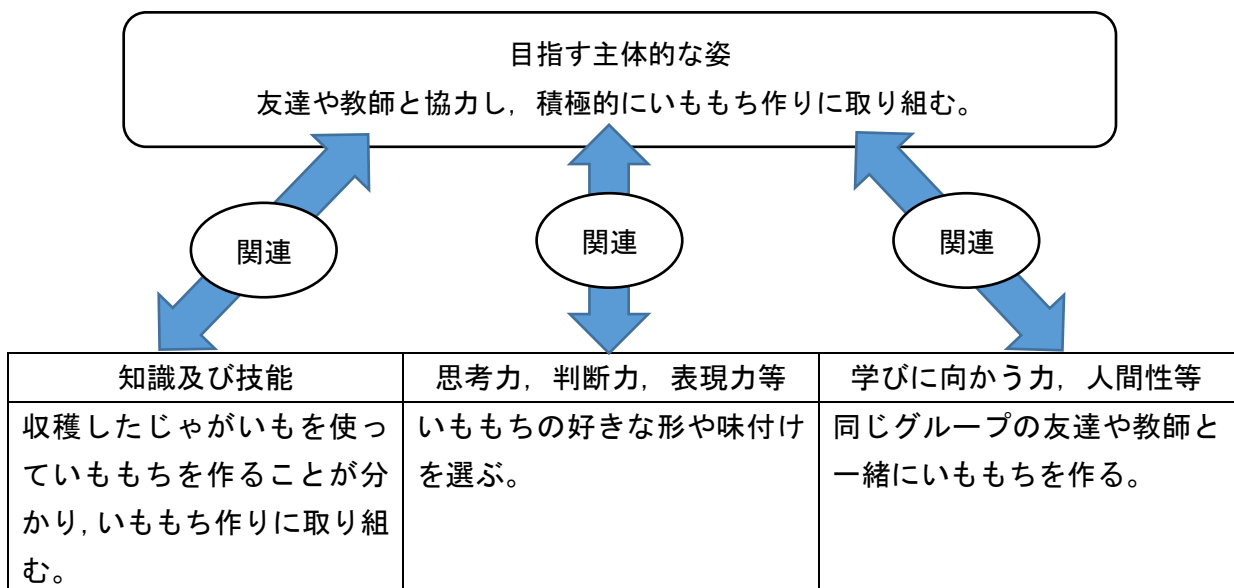 目指す主体的な姿
友達や教師と協力し，積極的にいももち作りに取り組む。
関連
関連
関連
知識及び技能
収穫したじゃがいもを使っ
ていももちを作ることが分
かり，いももち作りに取り組
む。
思考力，判断力，表現力等
いももちの好きな形や味付け
を選ぶ。
学びに向かう力，人間性等
同じグループの友達や教師と
一緒にいももちを作る。